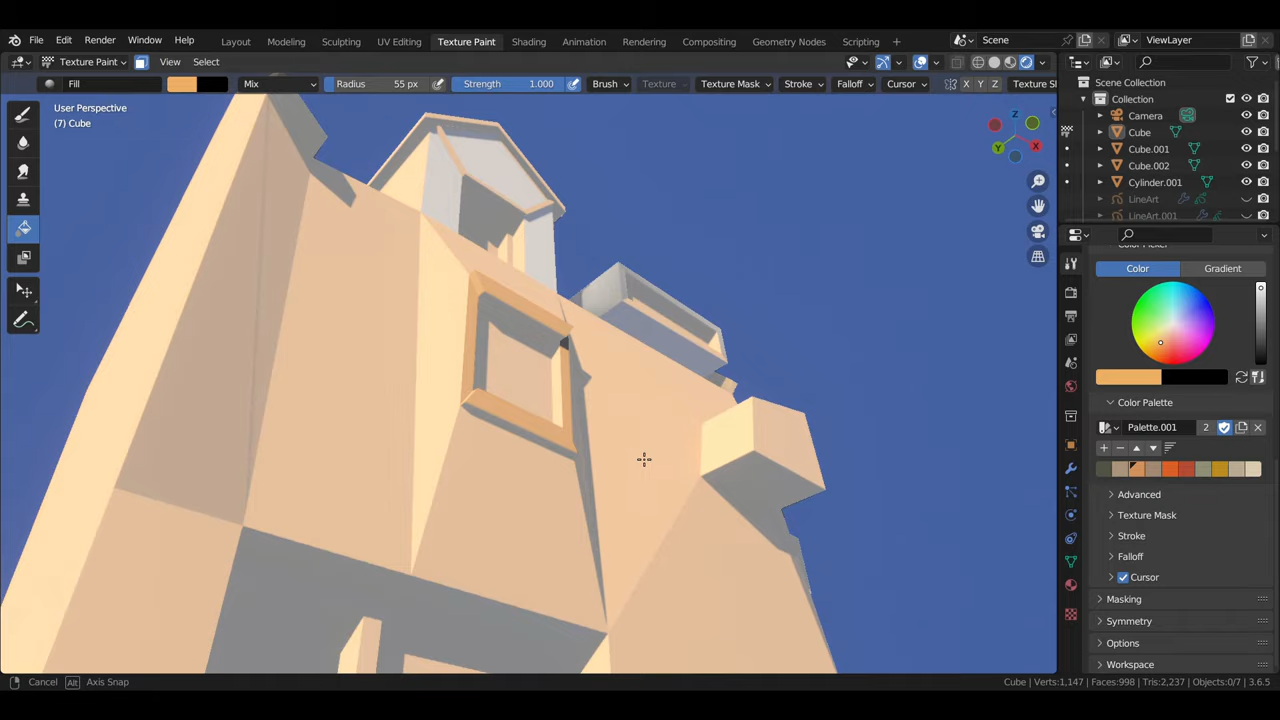 File Edit Render Window Help Layout Modeling Sculpting UV Editing Texture Paint Shading Animation Rendering Compositing Geometry Nodes Scripting + Scene ViewLayer
Texture Paint View Select
Fill Mix Radius 55 px Strength 1.000 Brush Texture Texture Mask Stroke Falloff Cursor X Y Z Texture Sl
User Perspective
(7) Cube
Z
X
Y
Scene Collection
Collection
Camera
Cube
Cube.001
Cube.002
Cylinder.001
LineArt
LineArt.001
Color Picker
Color Gradient
Color Palette
Palette.001 2
Advanced
Texture Mask
Stroke
Falloff
Cursor
Masking
Symmetry
Options
Workspace
Cancel Alt Axis Snap Cube | Verts:1,147 | Faces:998 | Tris:2,237 | Objects:0/7 | 3.6.5